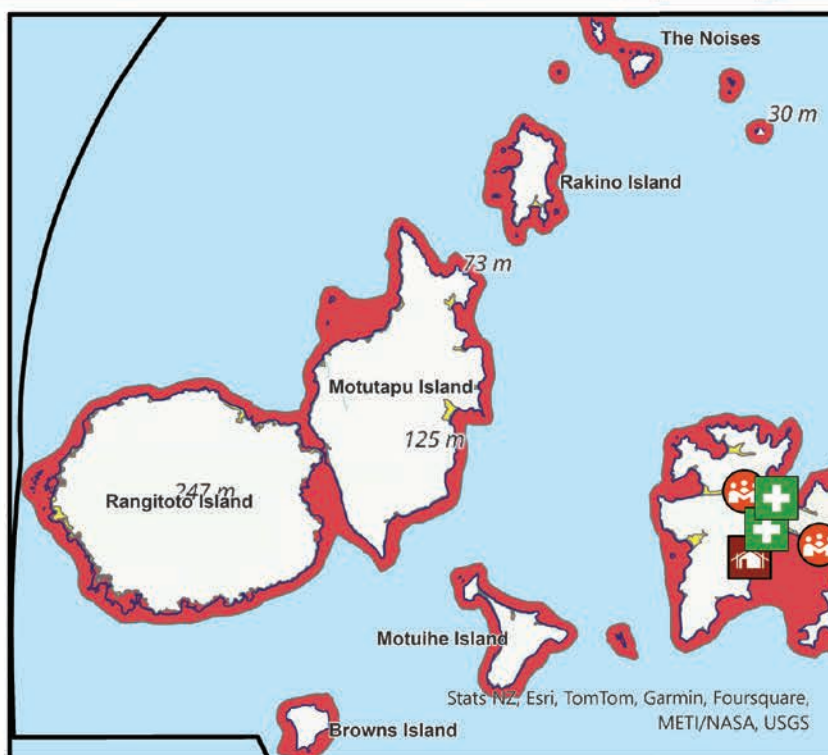 The Noises
30 m
Rakino Island
73 m
Motutapu Island
125 m
247 m
Rangitoto Island
Motuihe Island
Stats NZ, Esri, TomTom, Garmin, Foursquare,
METI/NASA, USGS
Browns Island